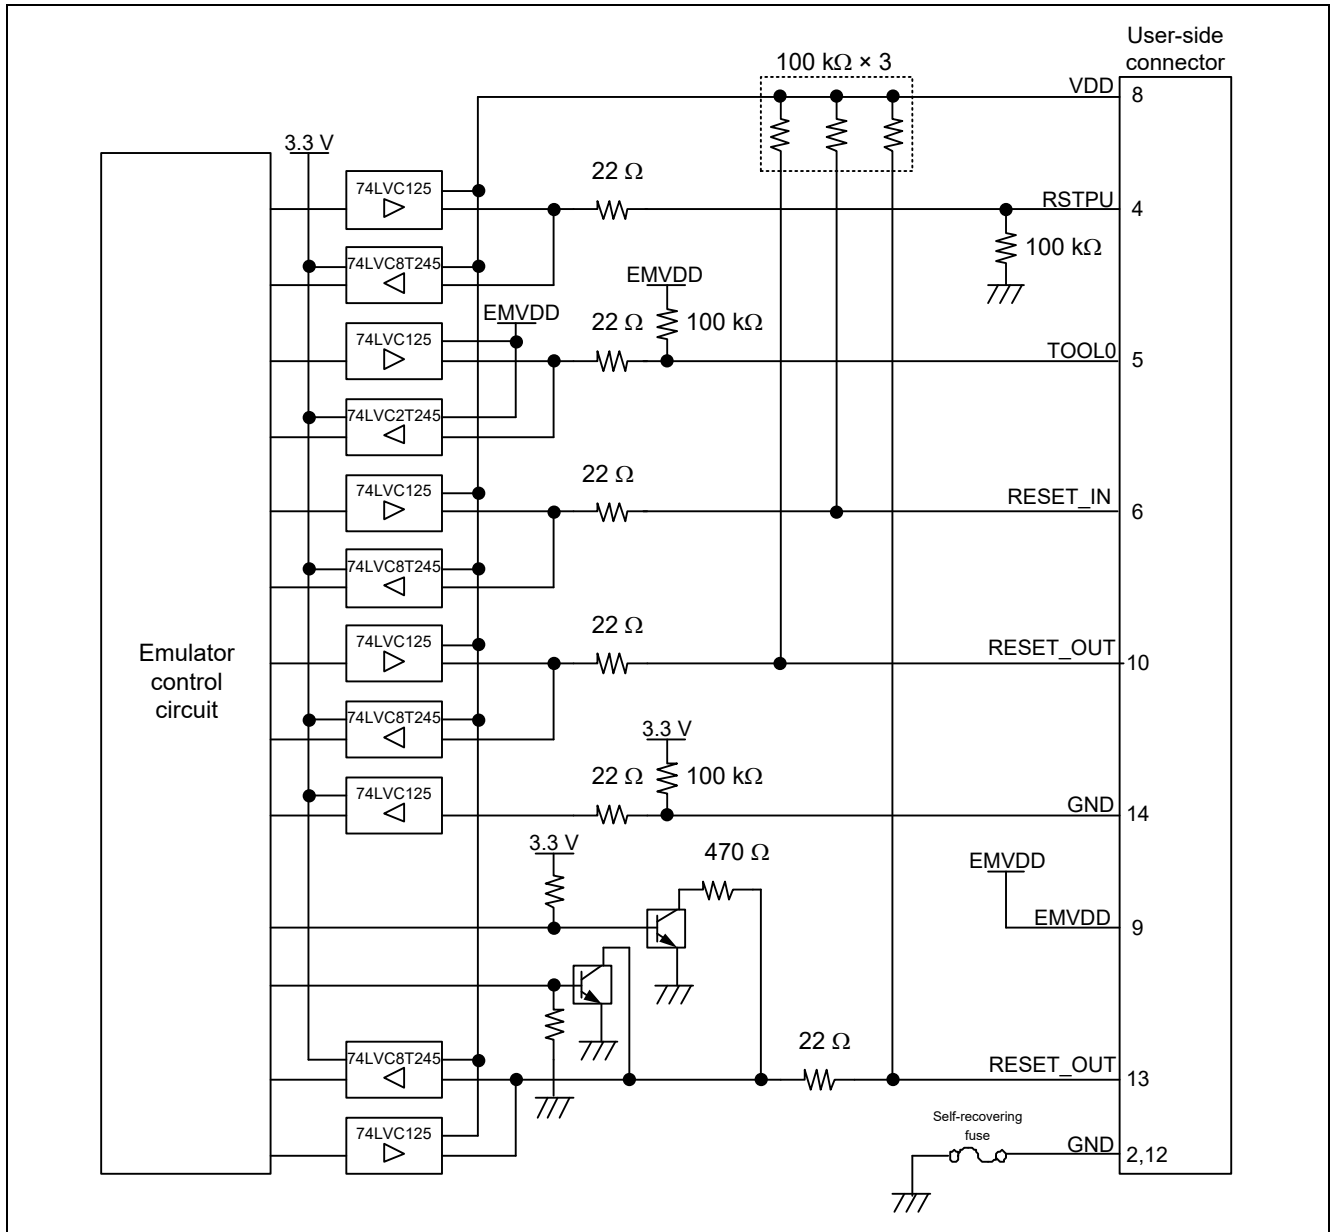 User-side
connector
100 kΩ × 3
VDD
8
3.3 V
74LVC125
22 Ω
RSTPU
4
100 kΩ
74LVC8T245
EMVDD
EMVDD
74LVC125
22 Ω
100 kΩ
TOOL0
5
74LVC2T245
74LVC125
22 Ω
RESET_IN
6
74LVC8T245
74LVC125
22 Ω
RESET_OUT
10
Emulator
control
circuit
74LVC8T245
3.3 V
74LVC125
22 Ω
100 kΩ
GND
14
3.3 V
470 Ω
EMVDD
EMVDD
9
74LVC8T245
22 Ω
RESET_OUT
13
74LVC125
Self-recovering
fuse
GND
2,12